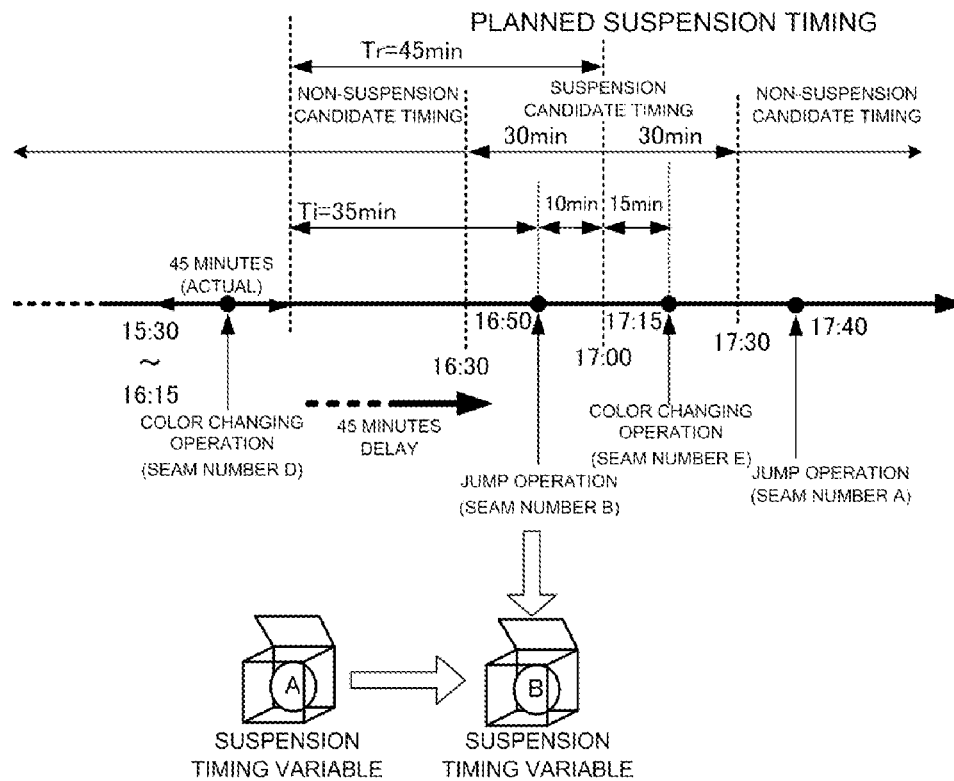 PLANNED SUSPENSION TIMING
Tr=45min
NON-SUSPENSION
CANDIDATE TIMING
SUSPENSION
CANDIDATE TIMING
NON-SUSPENSION
CANDIDATE TIMING
30min
30min
Ti=35min
10min
15min
45 MINUTES
(ACTUAL)
15:30
~
16:15
16:30
16:50
17:00
17:15
17:30
17:40
COLOR CHANGING
OPERATION
(SEAM NUMBER D)
45 MINUTES
DELAY
JUMP OPERATION
(SEAM NUMBER B)
COLOR CHANGING
OPERATION
(SEAM NUMBER E)
JUMP OPERATION
(SEAM NUMBER A)
A
B
SUSPENSION
TIMING VARIABLE
SUSPENSION
TIMING VARIABLE